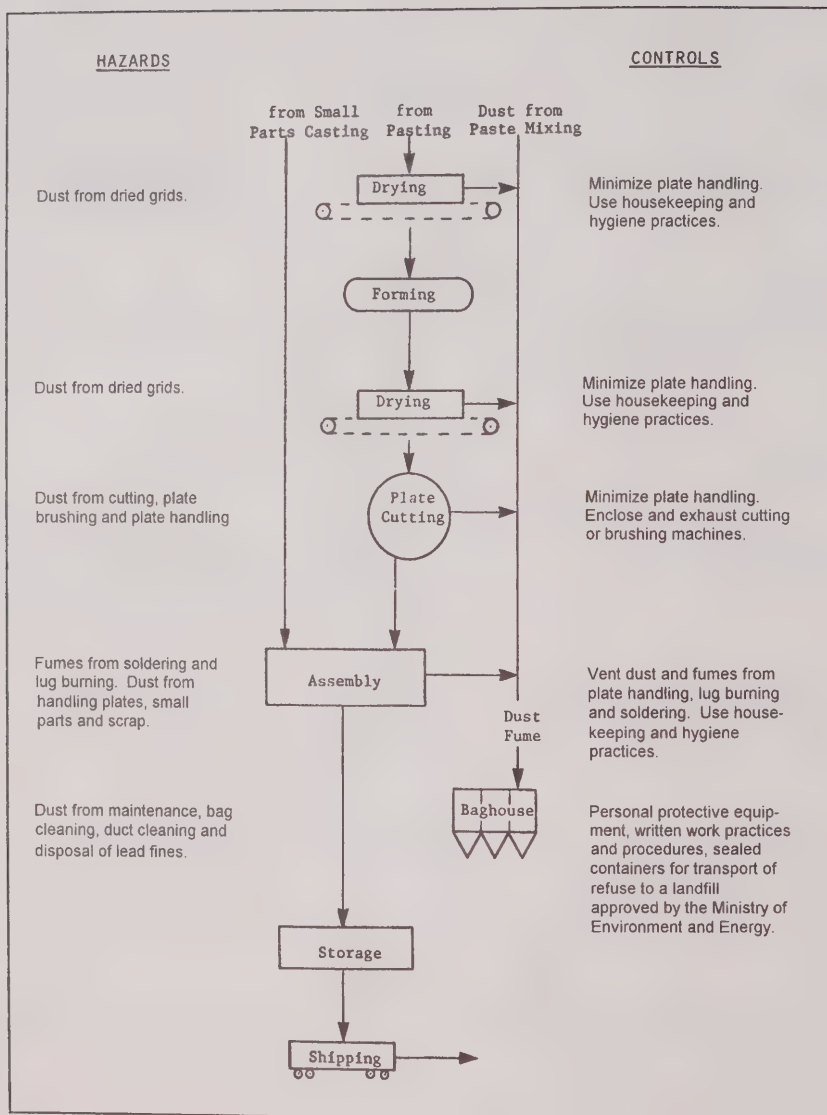 HAZARDS
CONTROLS
from Small
Parts Casting
from
Pasting
Dust from
Paste Mixing
Dust from dried grids.
Drying
Minimize plate handling.
Use housekeeping and
hygiene practices.
Forming
Dust from dried grids.
Drying
Minimize plate handling.
Use housekeeping and
hygiene practices.
Dust from cutting, plate
brushing and plate handling
Plate
Cutting
Minimize plate handling.
Enclose and exhaust cutting
or brushing machines.
Fumes from soldering and
lug burning. Dust from
handling plates, small
parts and scrap.
Assembly
Vent dust and fumes from
plate handling, lug burning
and soldering. Use house-
keeping and hygiene
practices.
Dust
Fume
Dust from maintenance, bag
cleaning, duct cleaning and
disposal of lead fines.
Baghouse
Personal protective equip-
ment, written work practices
and procedures, sealed
containers for transport of
refuse to a landfill
approved by the Ministry of
Environment and Energy.
Storage
Shipping